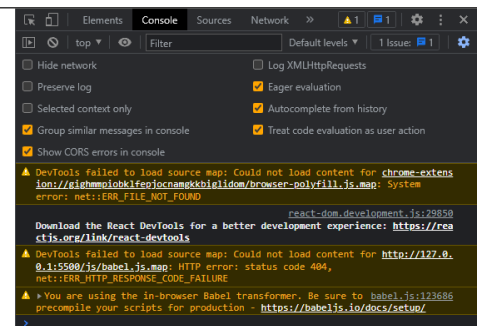 Elements Console Sources Network » 1 1
top ▼ Filter Default levels ▼ 1 Issue: 1
Hide network Log XMLHttpRequests
Preserve log Eager evaluation
Selected context only Autocomplete from history
Group similar messages in console Treat code evaluation as user action
Show CORS errors in console
DevTools failed to load source map: Could not load content for chrome-extens
ion://gighmmpiobklfepjocnamgkkbiglidom/browser-polyfill.js.map: System
error: net::ERR_FILE_NOT_FOUND
react-dom.development.js:29850
Download the React DevTools for a better development experience: https://rea
ctjs.org/link/react-devtools
DevTools failed to load source map: Could not load content for http://127.0.
0.1:5500/js/babel.js.map: HTTP error: status code 404,
net::ERR_HTTP_RESPONSE_CODE_FAILURE
▶You are using the in-browser Babel transformer. Be sure to babel.js:123686
precompile your scripts for production - https://babeljs.io/docs/setup/